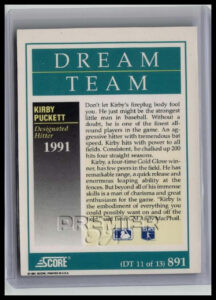 DREAM
TEAM
KIRBY
PUCKETT
Designated
Hitter
1991
Don't let Kirby's fireplug body fool
you. He just might be the strongest
little man in baseball. Without a
doubt, he is one of the finest all-
round players in the game. An ag-
gressive hitter with tremendous bat
speed, Kirby hits with power to all
fields. Consistent, he chalked up 200
hits four straight seasons.
Kirby, a four-time Gold Glove winner,
has few peers in the field. He has
remarkable range, a quick release and
enormous leaping ability at the
fences. But beyond all of his immense
skills is a man of charisma and great
enthusiasm for the game. "Kirby is
the embodiment of everything you
could possibly want on and off the
SCORE
(DT 11 of 13) 891